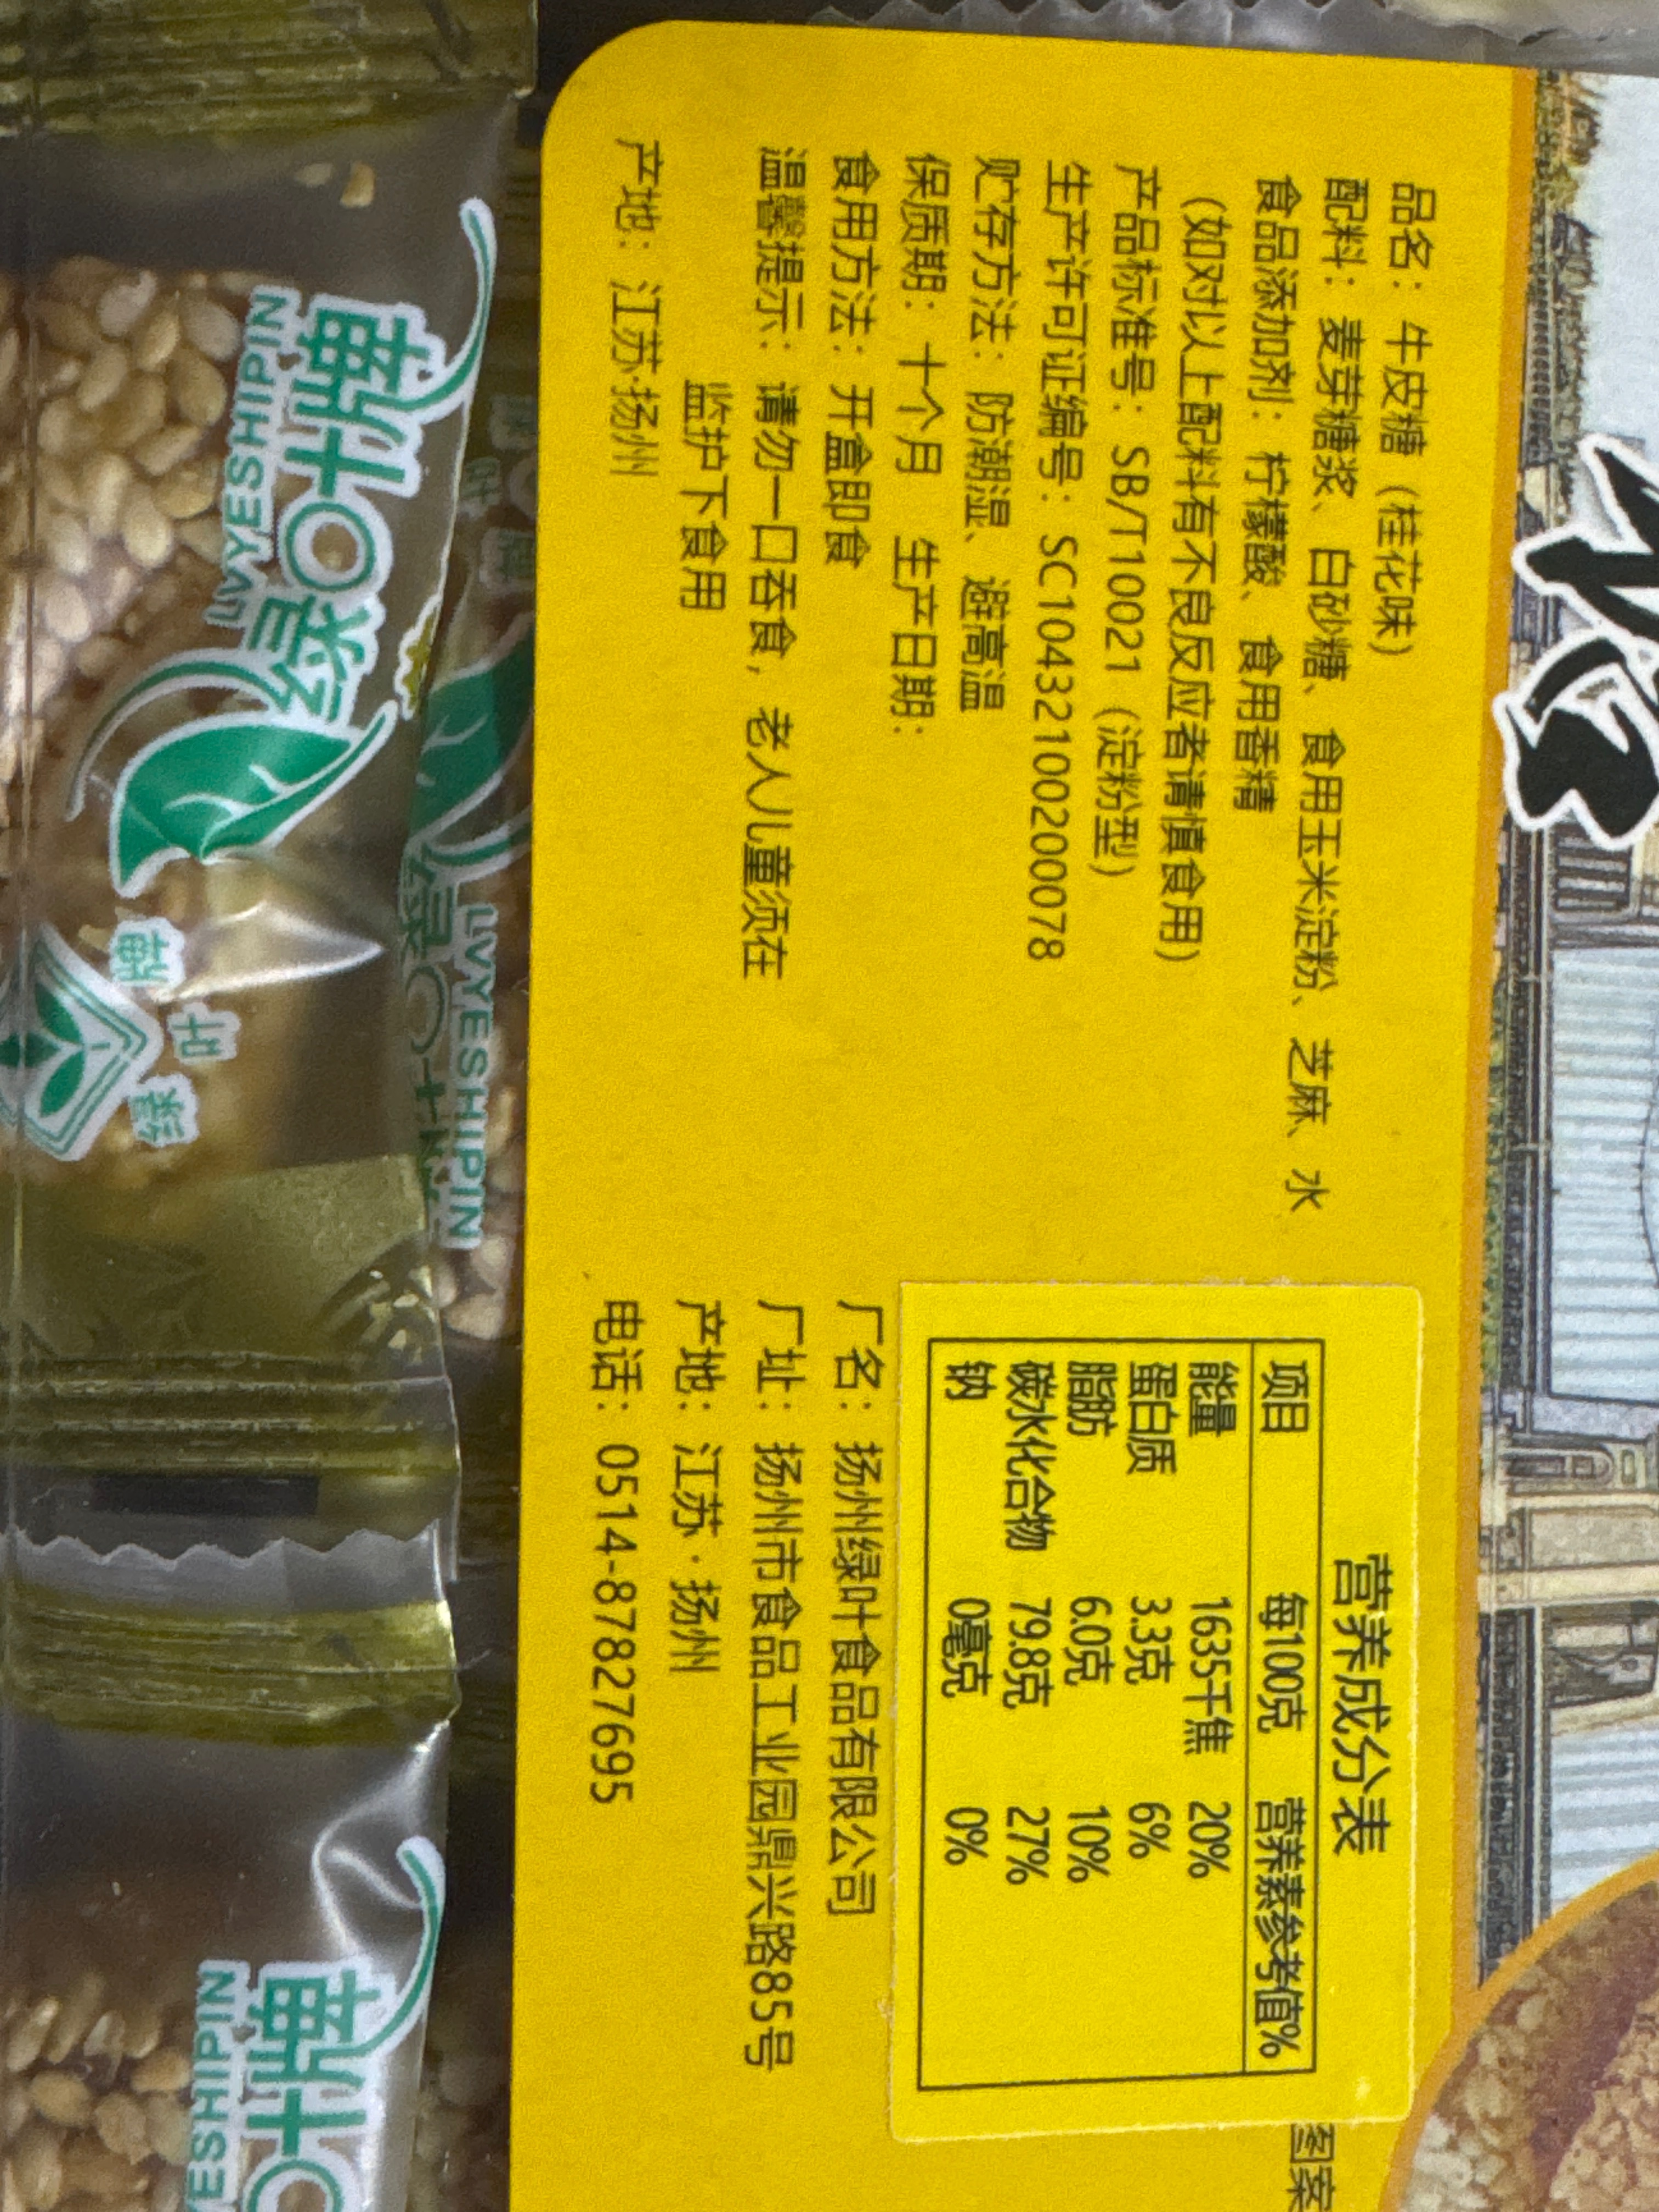 品名：牛皮糖（桂花味）
配料：麦芽糖浆、白砂糖、食用玉米淀粉、芝麻、水
食品添加剂：柠檬酸、食用香精
（如对以上配料有不良反应者请慎食用）
产品标准号：SB/T10021（淀粉型）
生产许可证编号：SC10432100200078
贮存方法：防潮湿、避高温
保质期：十个月 生产日期：
食用方法：开盒即食
温馨提示：请勿一口吞食，老人儿童须在
监护下食用
产地：江苏·扬州
营养成分表
项目 每100克 营养素参考值%
能量 1635千焦 20%
蛋白质 3.3克 6%
脂肪 6.0克 10%
碳水化合物 79.8克 27%
钠 0毫克 0%
厂名：扬州绿叶食品有限公司
厂址：扬州市食品工业园鼎兴路85号
产地：江苏·扬州
电话：0514-87827695
图案
绿叶牌
LVYESHIPIN
绿叶牌
LVYESHIPIN
叶牌
YESHIPIN